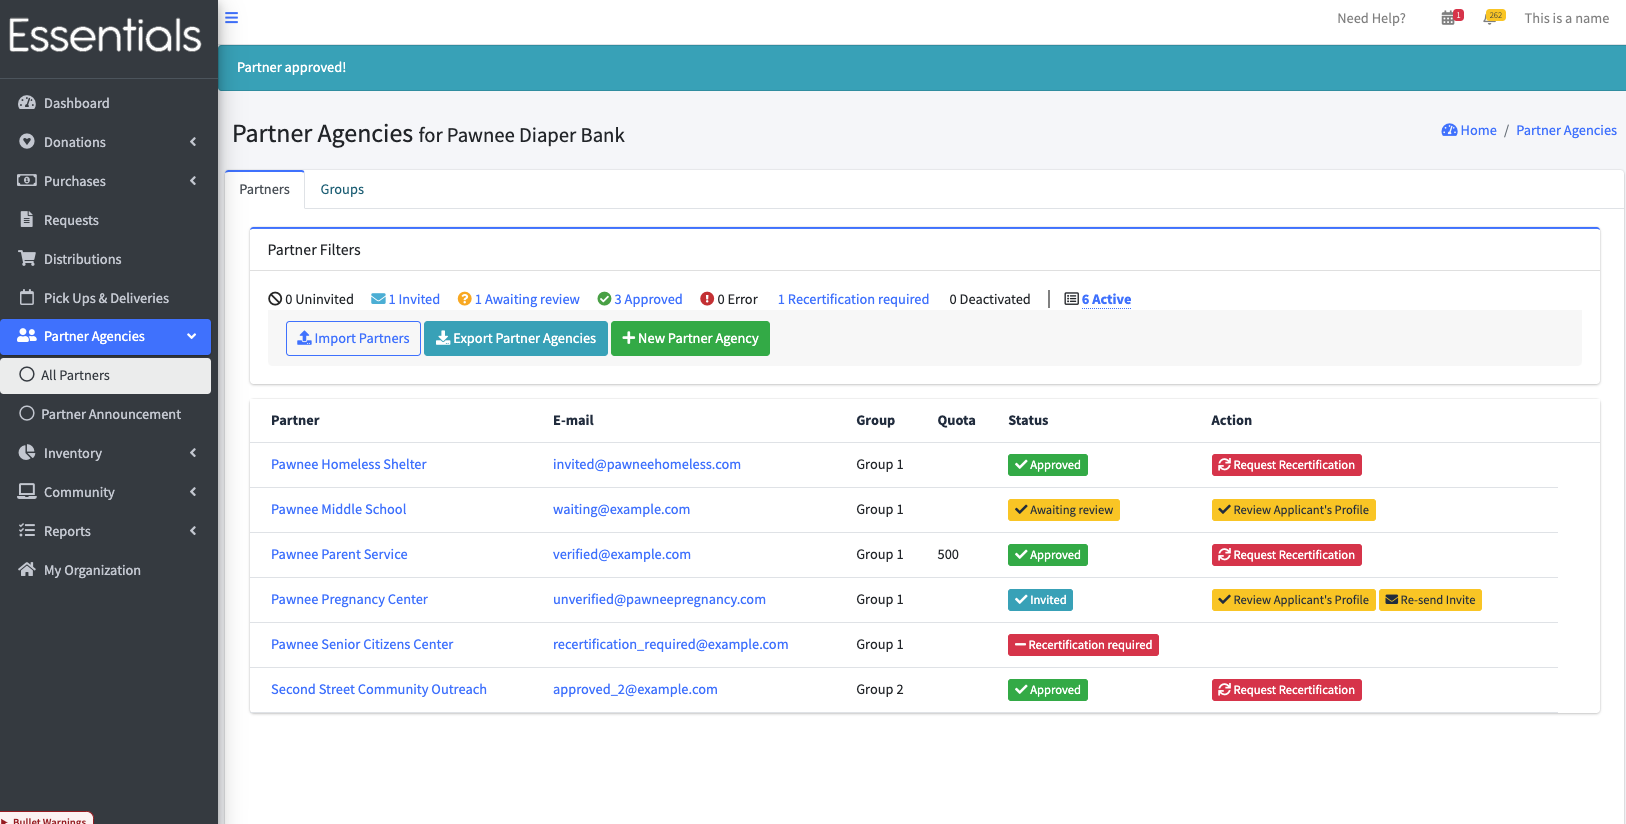 Essentials
Need Help?
1
262
This is a name
Partner approved!
Dashboard
Donations
Purchases
Requests
Distributions
Pick Ups & Deliveries
Partner Agencies
All Partners
Partner Announcement
Inventory
Community
Reports
My Organization
Bullet Warnings
Partner Agencies for Pawnee Diaper Bank
Home / Partner Agencies
Partners Groups
Partner Filters
0 Uninvited 1 Invited 1 Awaiting review 3 Approved 0 Error 1 Recertification required 0 Deactivated | 6 Active
Import Partners Export Partner Agencies New Partner Agency
Partner E-mail Group Quota Status Action
Pawnee Homeless Shelter invited@pawneehomeless.com Group 1 Approved Request Recertification
Pawnee Middle School waiting@example.com Group 1 Awaiting review Review Applicant's Profile
Pawnee Parent Service verified@example.com Group 1 500 Approved Request Recertification
Pawnee Pregnancy Center unverified@pawneepregnancy.com Group 1 Invited Review Applicant's Profile Re-send Invite
Pawnee Senior Citizens Center recertification_required@example.com Group 1 Recertification required
Second Street Community Outreach approved_2@example.com Group 2 Approved Request Recertification